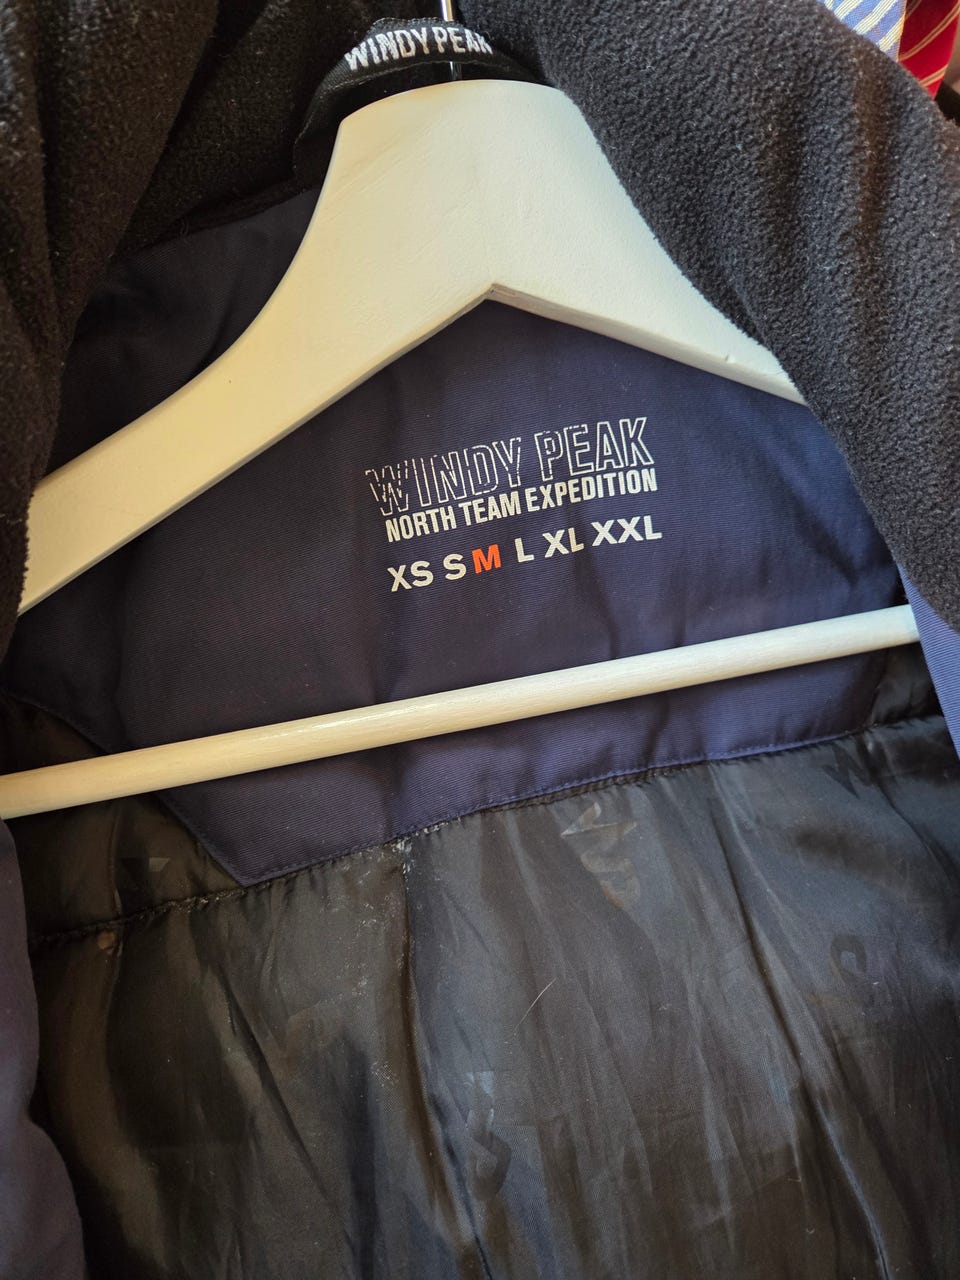 WINDY PEAK
WINDY PEAK
NORTH TEAM EXPEDITION
XS S M L XL XXL